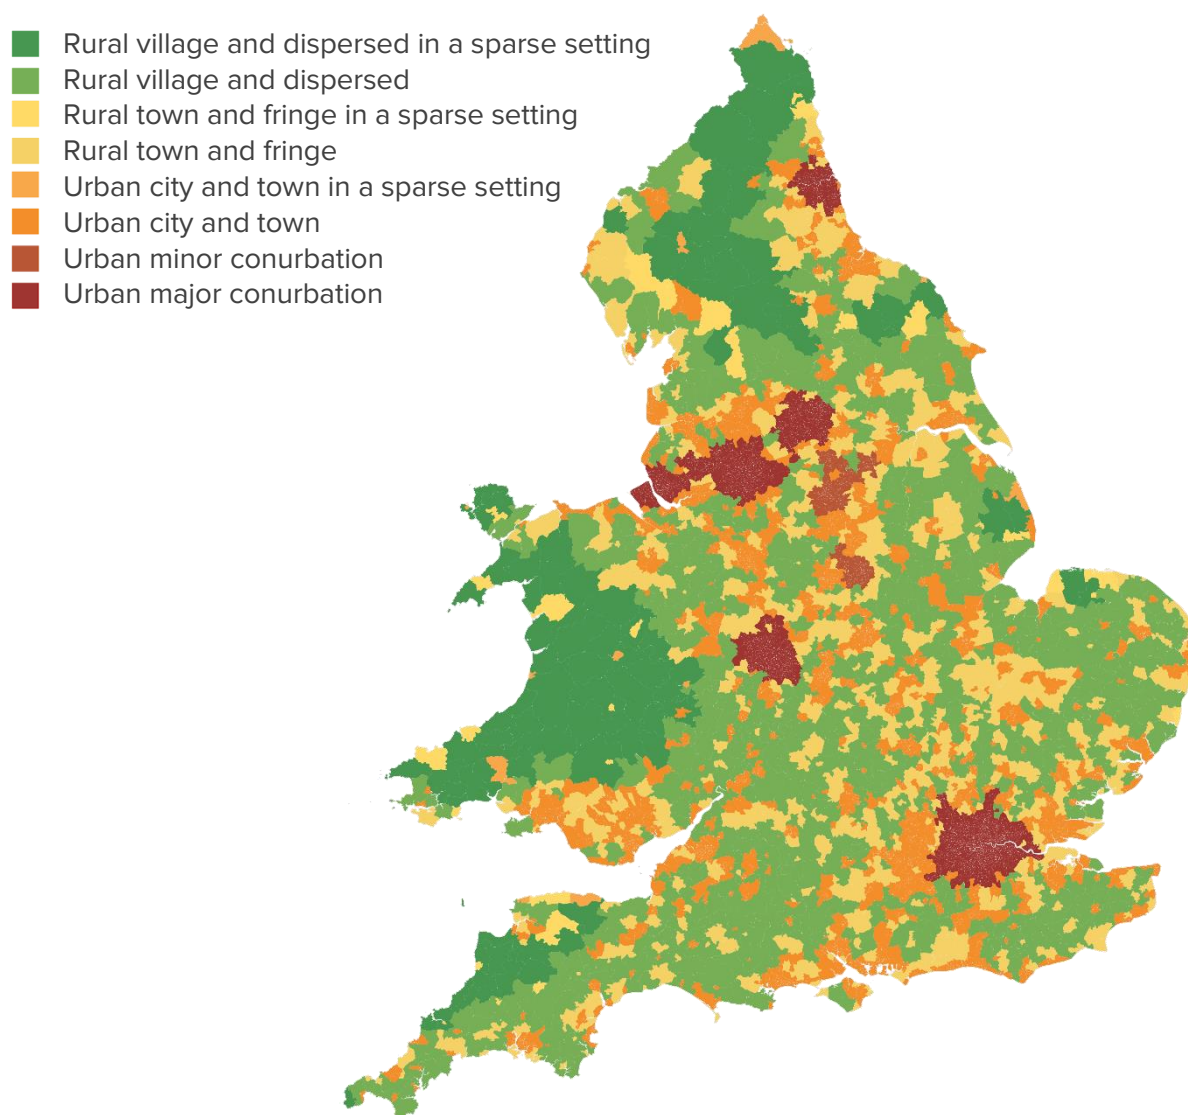 Rural village and dispersed in a sparse setting
Rural village and dispersed
Rural town and fringe in a sparse setting
Rural town and fringe
Urban city and town in a sparse setting
Urban city and town
Urban minor conurbation
Urban major conurbation